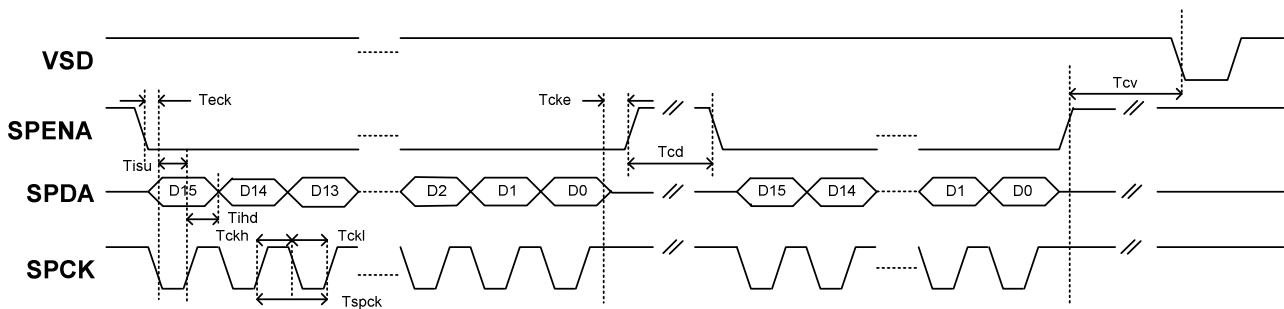 VSD
Tcv
Teck
Tcke
SPENA
Tcd
Tisu
SPDA
D15 D14 D13 D2 D1 D0 D15 D14 D1 D0
Tihd
Tckh Tckl
SPCK
Tspck